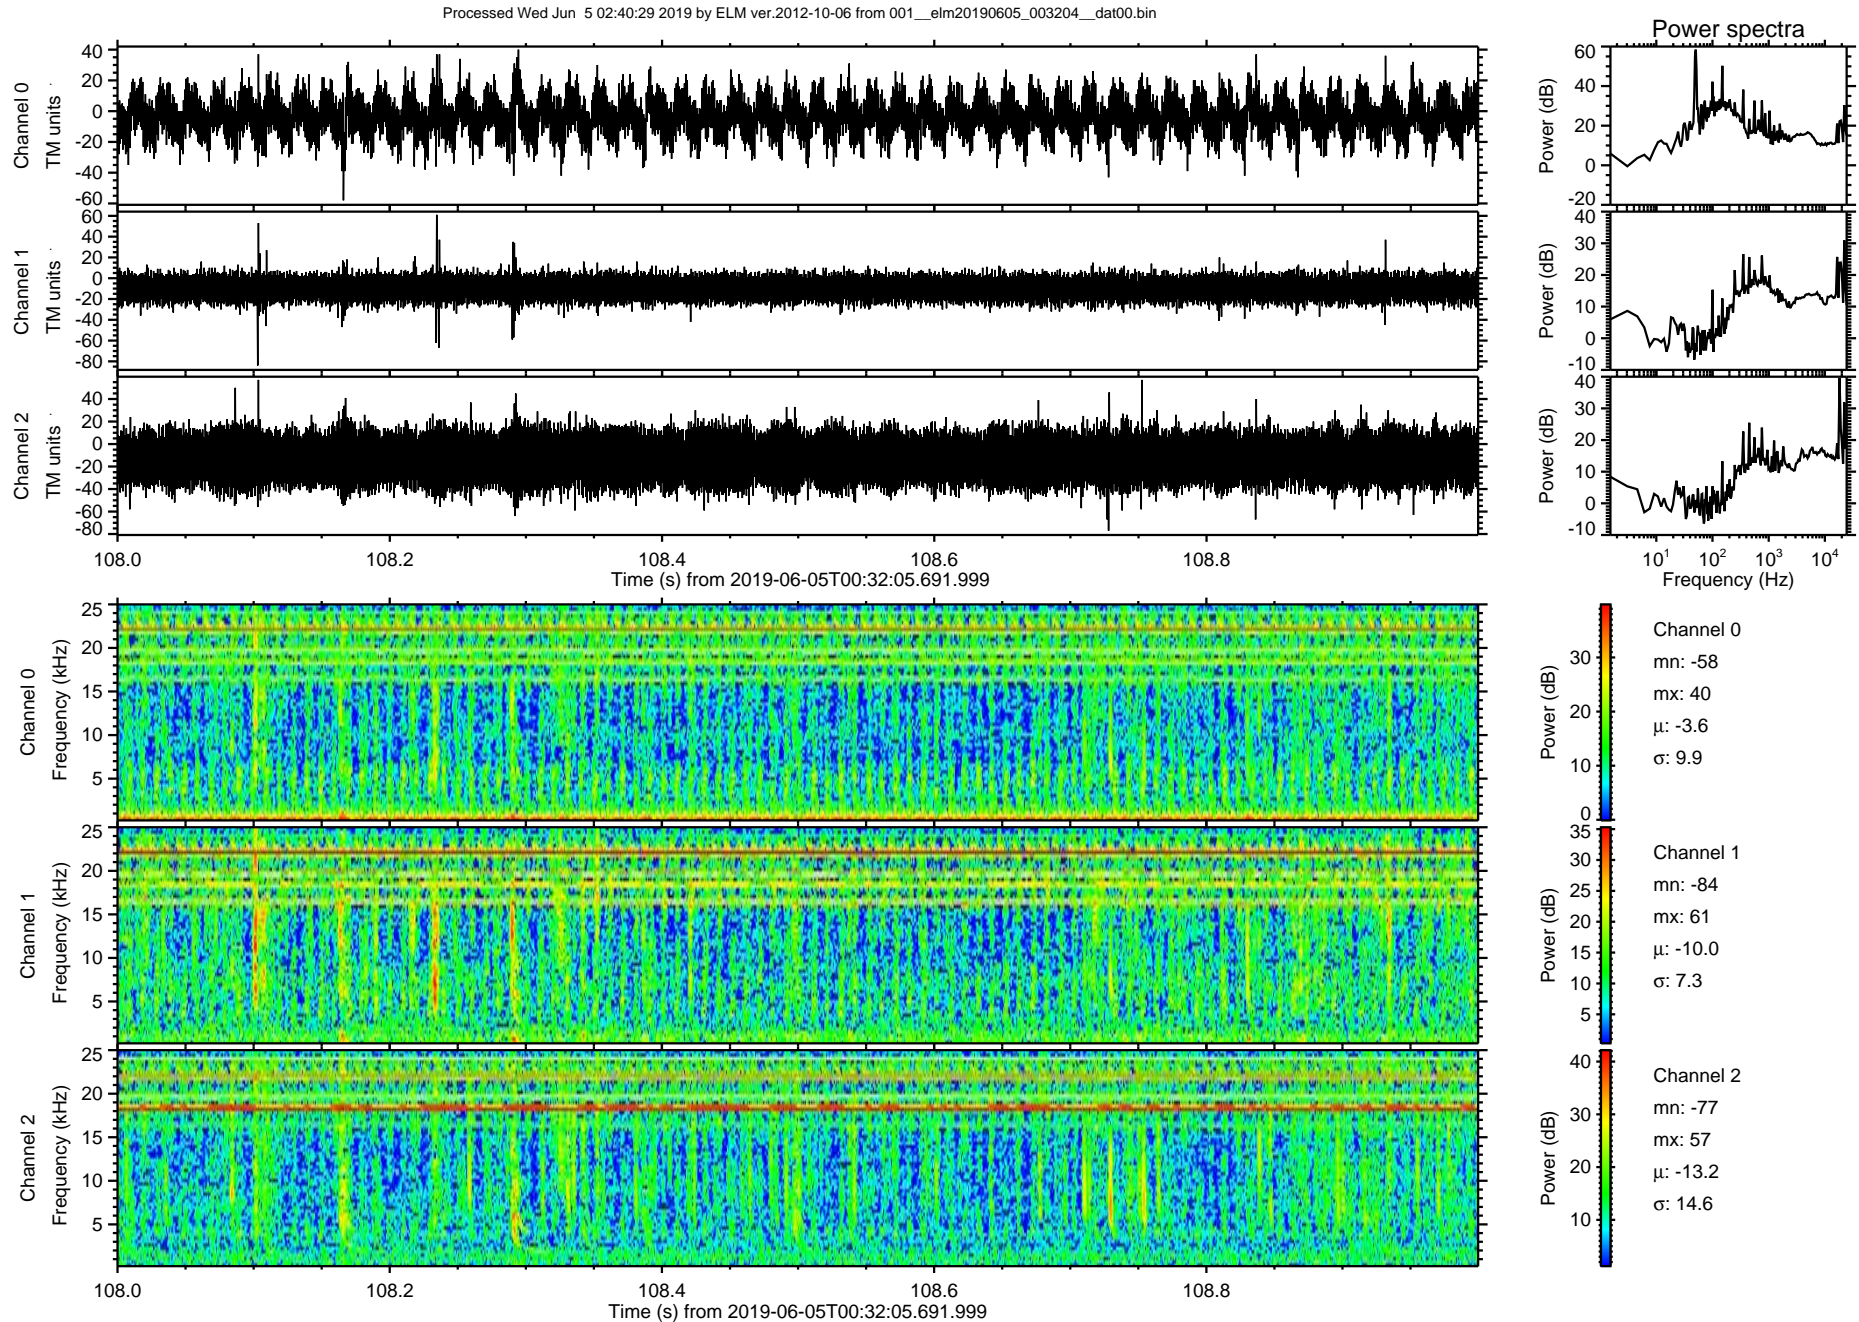 Processed Wed Jun  5 02:40:29 2019 by ELM ver.2012-10-06 from 001__elm20190605_003204__dat00.bin
Power spectra
Channel 0
TM units
40
20
0
-20
-40
-60
Power (dB)
60
40
20
0
-20
Channel 1
TM units
60
40
20
0
-20
-40
-60
-80
Power (dB)
40
30
20
10
0
-10
Channel 2
TM units
40
20
0
-20
-40
-60
-80
Power (dB)
40
30
20
10
0
-10
108.0 108.2 108.4 108.6 108.8
Time (s) from 2019-06-05T00:32:05.691.999
10¹ 10² 10³ 10⁴
Frequency (Hz)
Channel 0
Frequency (kHz)
25
20
15
10
5
Power (dB)
30
20
10
0
Channel 0
mn: -58
mx: 40
μ: -3.6
σ: 9.9
Channel 1
Frequency (kHz)
25
20
15
10
5
Power (dB)
35
30
25
20
15
10
5
Channel 1
mn: -84
mx: 61
μ: -10.0
σ: 7.3
Channel 2
Frequency (kHz)
25
20
15
10
5
Power (dB)
40
30
20
10
Channel 2
mn: -77
mx: 57
μ: -13.2
σ: 14.6
108.0 108.2 108.4 108.6 108.8
Time (s) from 2019-06-05T00:32:05.691.999